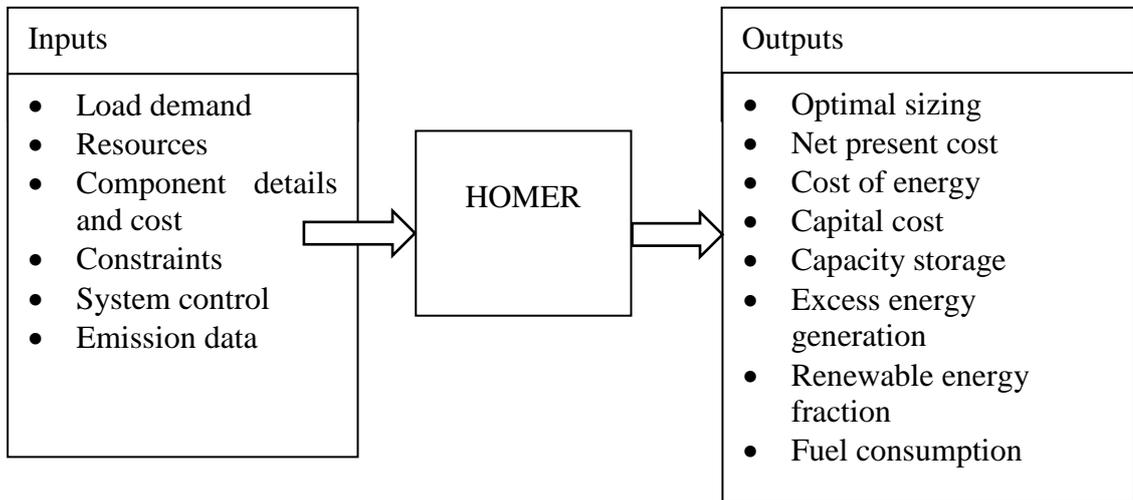 Inputs
• Load demand
• Resources
• Component details
and cost
• Constraints
• System control
• Emission data
HOMER
Outputs
• Optimal sizing
• Net present cost
• Cost of energy
• Capital cost
• Capacity storage
• Excess energy
generation
• Renewable energy
fraction
• Fuel consumption